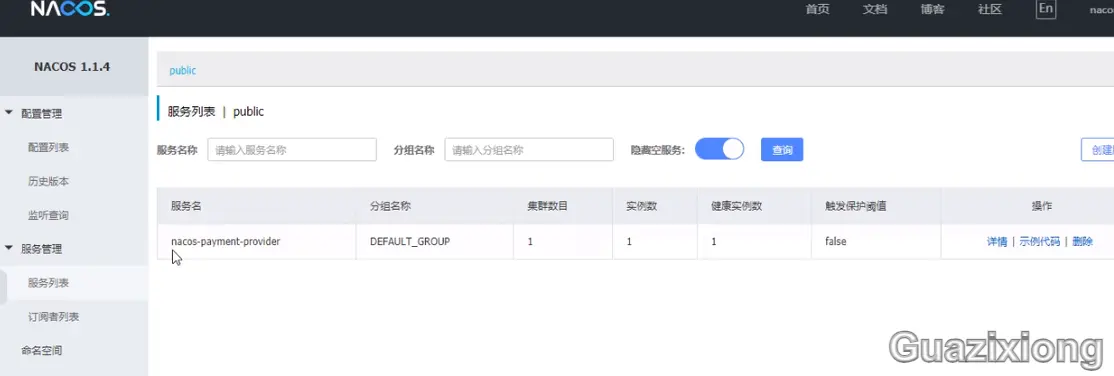 NACOS.
首页 文档 博客 社区 En naco
NACOS 1.1.4
public
配置管理
服务列表 | public
配置列表
服务名称 请输入服务名称 分组名称 请输入分组名称 隐藏空服务: 查询 创建
历史版本
监听查询
服务名 分组名称 集群数目 实例数 健康实例数 触发保护阈值 操作
服务管理
nacos-payment-provider DEFAULT_GROUP 1 1 1 false 详情 | 示例代码 | 删除
服务列表
订阅者列表
命名空间
Guazixiong